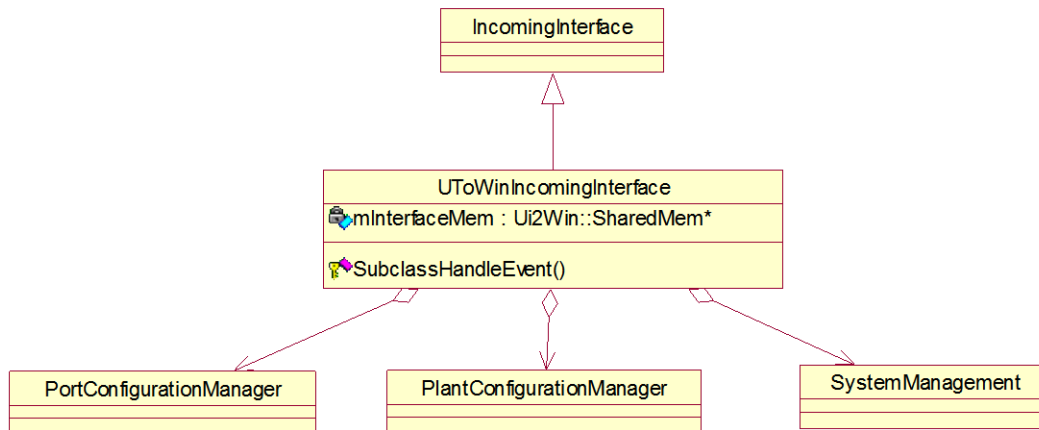 IncomingInterface
UToWinIncomingInterface
mInterfaceMem : Ui2Win::SharedMem*
SubclassHandleEvent()
PortConfigurationManager
PlantConfigurationManager
SystemManagement